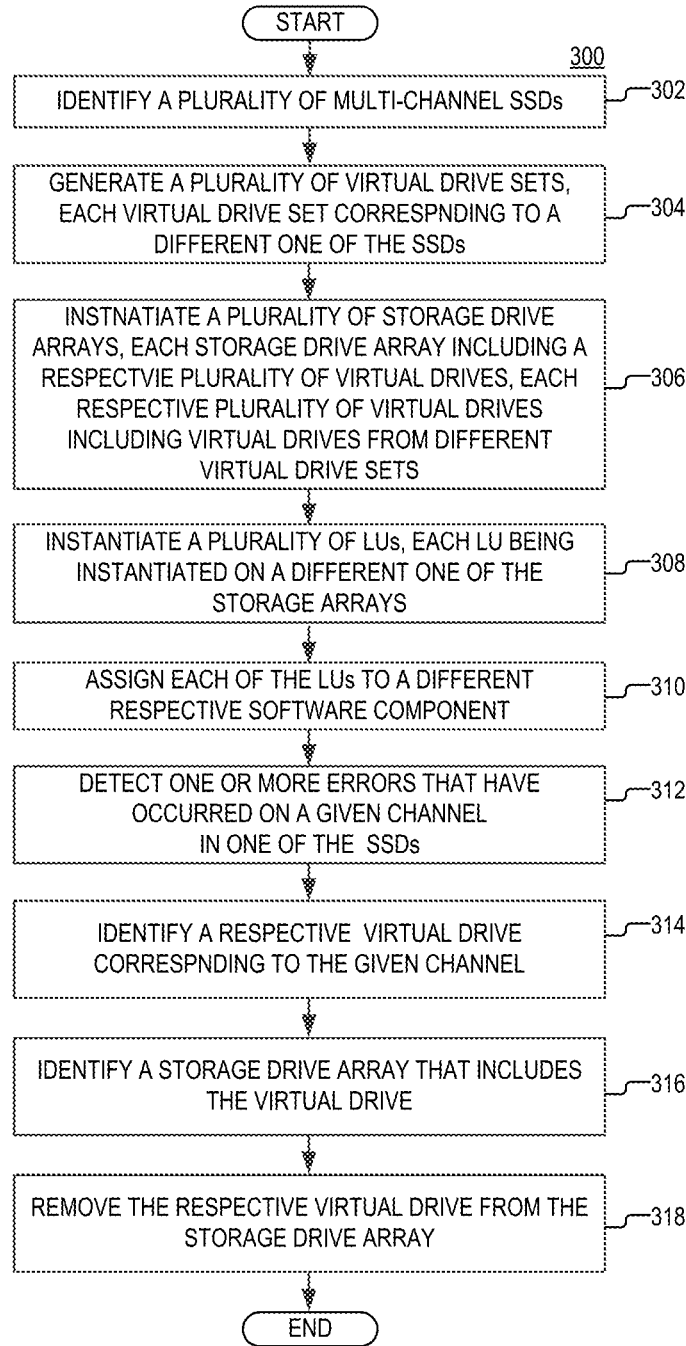 START
300
IDENTIFY A PLURALITY OF MULTI-CHANNEL SSDs
302
GENERATE A PLURALITY OF VIRTUAL DRIVE SETS,
EACH VIRTUAL DRIVE SET CORRESPNDING TO A
DIFFERENT ONE OF THE SSDs
304
INSTNATIATE A PLURALITY OF STORAGE DRIVE
ARRAYS, EACH STORAGE DRIVE ARRAY INCLUDING A
RESPECTVIE PLURALITY OF VIRTUAL DRIVES, EACH
RESPECTIVE PLURALITY OF VIRTUAL DRIVES
INCLUDING VIRTUAL DRIVES FROM DIFFERENT
VIRTUAL DRIVE SETS
306
INSTANTIATE A PLURALITY OF LUs, EACH LU BEING
INSTANTIATED ON A DIFFERENT ONE OF THE
STORAGE ARRAYS
308
ASSIGN EACH OF THE LUs TO A DIFFERENT
RESPECTIVE SOFTWARE COMPONENT
310
DETECT ONE OR MORE ERRORS THAT HAVE
OCCURRED ON A GIVEN CHANNEL
IN ONE OF THE SSDs
312
IDENTIFY A RESPECTIVE VIRTUAL DRIVE
CORRESPNDING TO THE GIVEN CHANNEL
314
IDENTIFY A STORAGE DRIVE ARRAY THAT INCLUDES
THE VIRTUAL DRIVE
316
REMOVE THE RESPECTIVE VIRTUAL DRIVE FROM THE
STORAGE DRIVE ARRAY
318
END